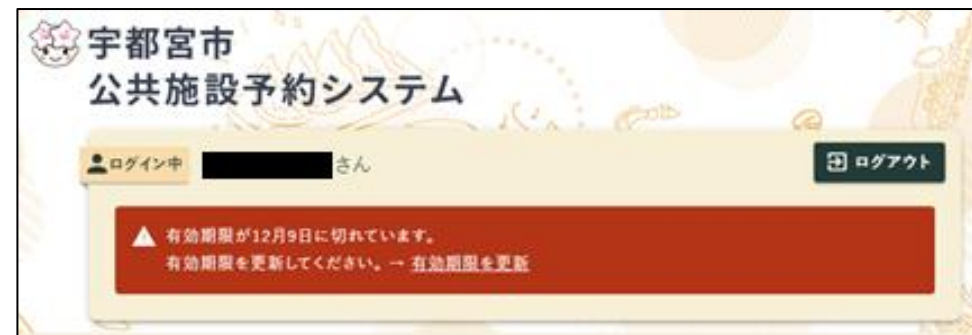 宇都宮市
公共施設予約システム
ログイン中 さん ログアウト
有効期限が12月9日に切れています。
有効期限を更新してください。→ 有効期限を更新